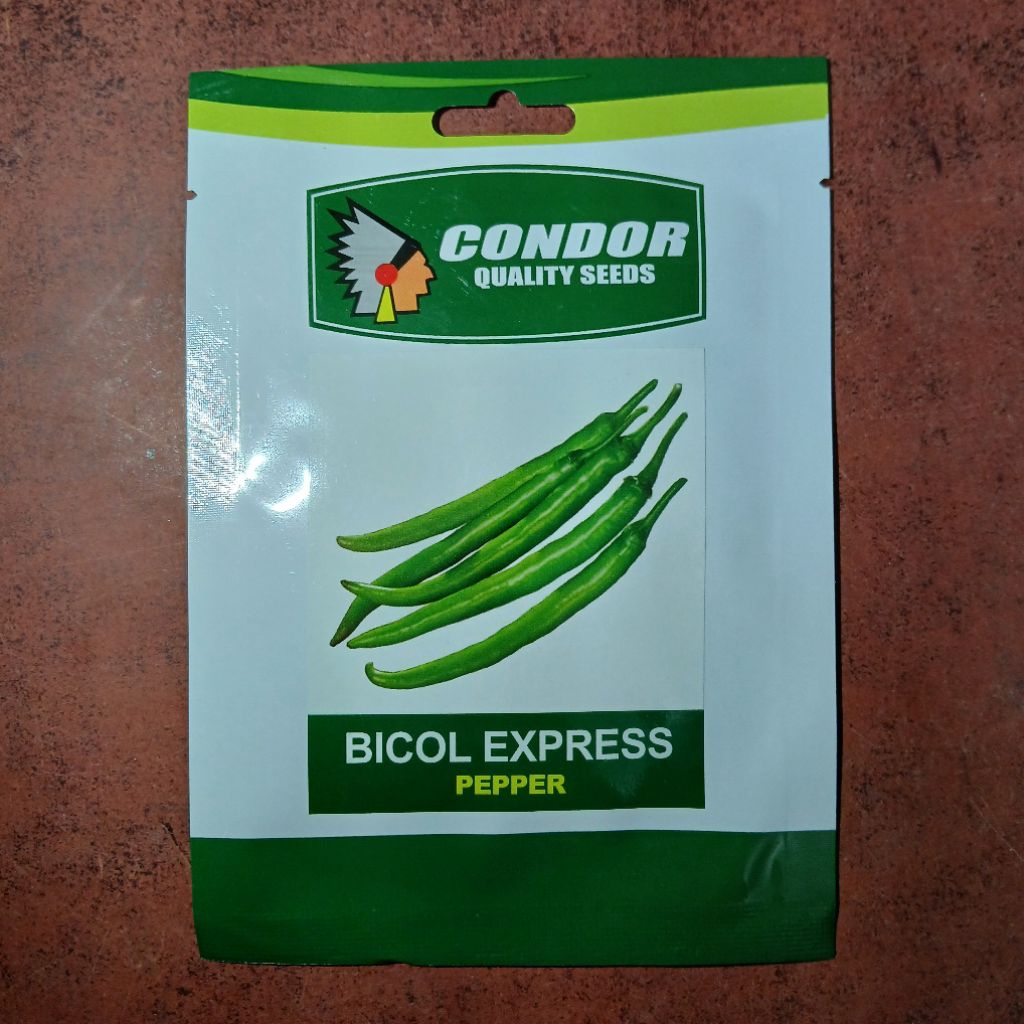 CONDOR
QUALITY SEEDS
BICOL EXPRESS
PEPPER